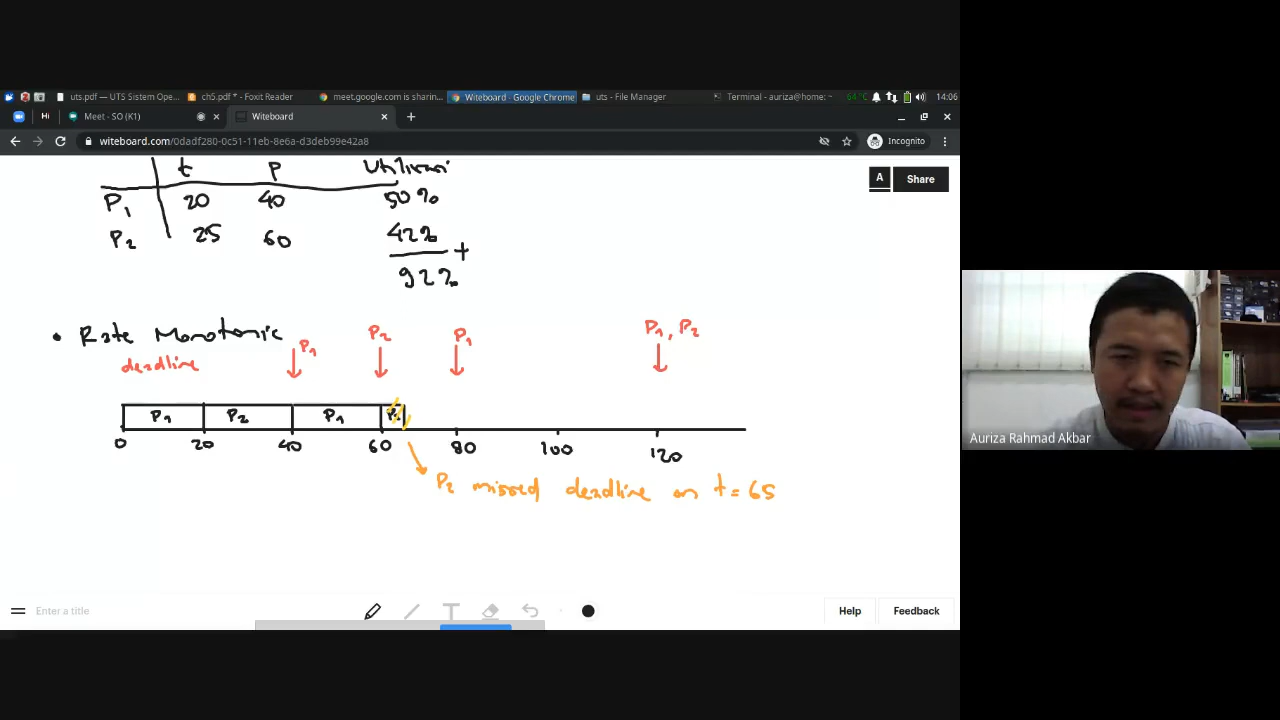 uts.pdf — UTS Sistem Ope... ch5.pdf * - Foxit Reader meet.google.com is sharin... Witeboard - Google Chrome uts - File Manager Terminal - auriza@home: ~ 64°C 14:06
Hi Meet - SO (K1) Witeboard
witeboard.com/0dadf280-0c51-11eb-8e6a-d3deb99e42a8 Incognito
A Share
t P Utilisasi
P1 20 40 50%
P2 25 60 42%
+
92%
• Rate Monotonic
deadline P1 P2 P1 P1, P2
P1 P2 P1 P2
0 20 40 60 80 100 120
P2 missed deadline on t = 65
Auriza Rahmad Akbar
Enter a title T Help Feedback